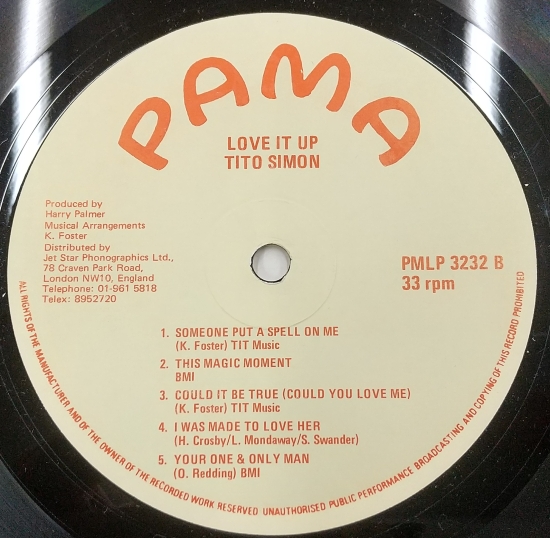 PAMA
LOVE IT UP
TITO SIMON
Produced by
Harry Palmer
Musical Arrangements
K. Foster
Distributed by
Jet Star Phonographics Ltd.,
78 Craven Park Road,
London NW10, England
Telephone: 01-961 5818
Telex: 8952720
PMLP 3232 B
33 rpm
1. SOMEONE PUT A SPELL ON ME
(K. Foster) TIT Music
2. THIS MAGIC MOMENT
BMI
3. COULD IT BE TRUE (COULD YOU LOVE ME)
(K. Foster) TIT Music
4. I WAS MADE TO LOVE HER
(H. Crosby/L. Mondaway/S. Swander)
5. YOUR ONE & ONLY MAN
(O. Redding) BMI
ALL RIGHTS OF THE MANUFACTURER AND OF THE OWNER OF THE RECORDED WORK RESERVED UNAUTHORISED PUBLIC PERFORMANCE BROADCASTING AND COPYING OF THIS RECORD PROHIBITED